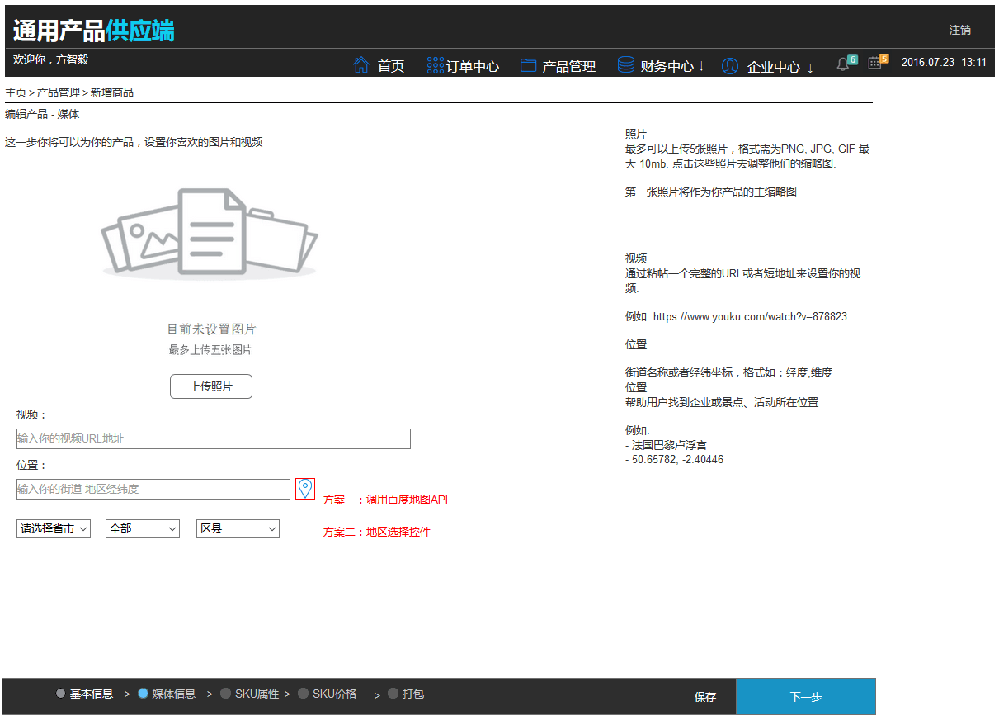 通用产品供应端
注销
欢迎你，方智毅
首页 订单中心 产品管理 财务中心 ↓ 企业中心 ↓ 6 5 2016.07.23 13:11
主页 > 产品管理 > 新增商品
编辑产品 - 媒体
这一步你将可以为你的产品，设置你喜欢的图片和视频
目前未设置图片
最多上传五张图片
上传照片
视频：
输入你的视频URL地址
位置：
输入你的街道 地区经纬度
方案一：调用百度地图API
请选择省市 全部 区县
方案二：地区选择控件
照片
最多可以上传5张照片，格式需为PNG, JPG, GIF 最
大 10mb. 点击这些照片去调整他们的缩略图.
第一张照片将作为你产品的主缩略图
视频
通过粘帖一个完整的URL或者短地址来设置你的视
频.
例如: https://www.youku.com/watch?v=878823
位置
街道名称或者经纬坐标，格式如：经度,维度
位置
帮助用户找到企业或景点、活动所在位置
例如:
- 法国巴黎卢浮宫
- 50.65782, -2.40446
基本信息 > 媒体信息 > SKU属性 > SKU价格 > 打包
保存
下一步